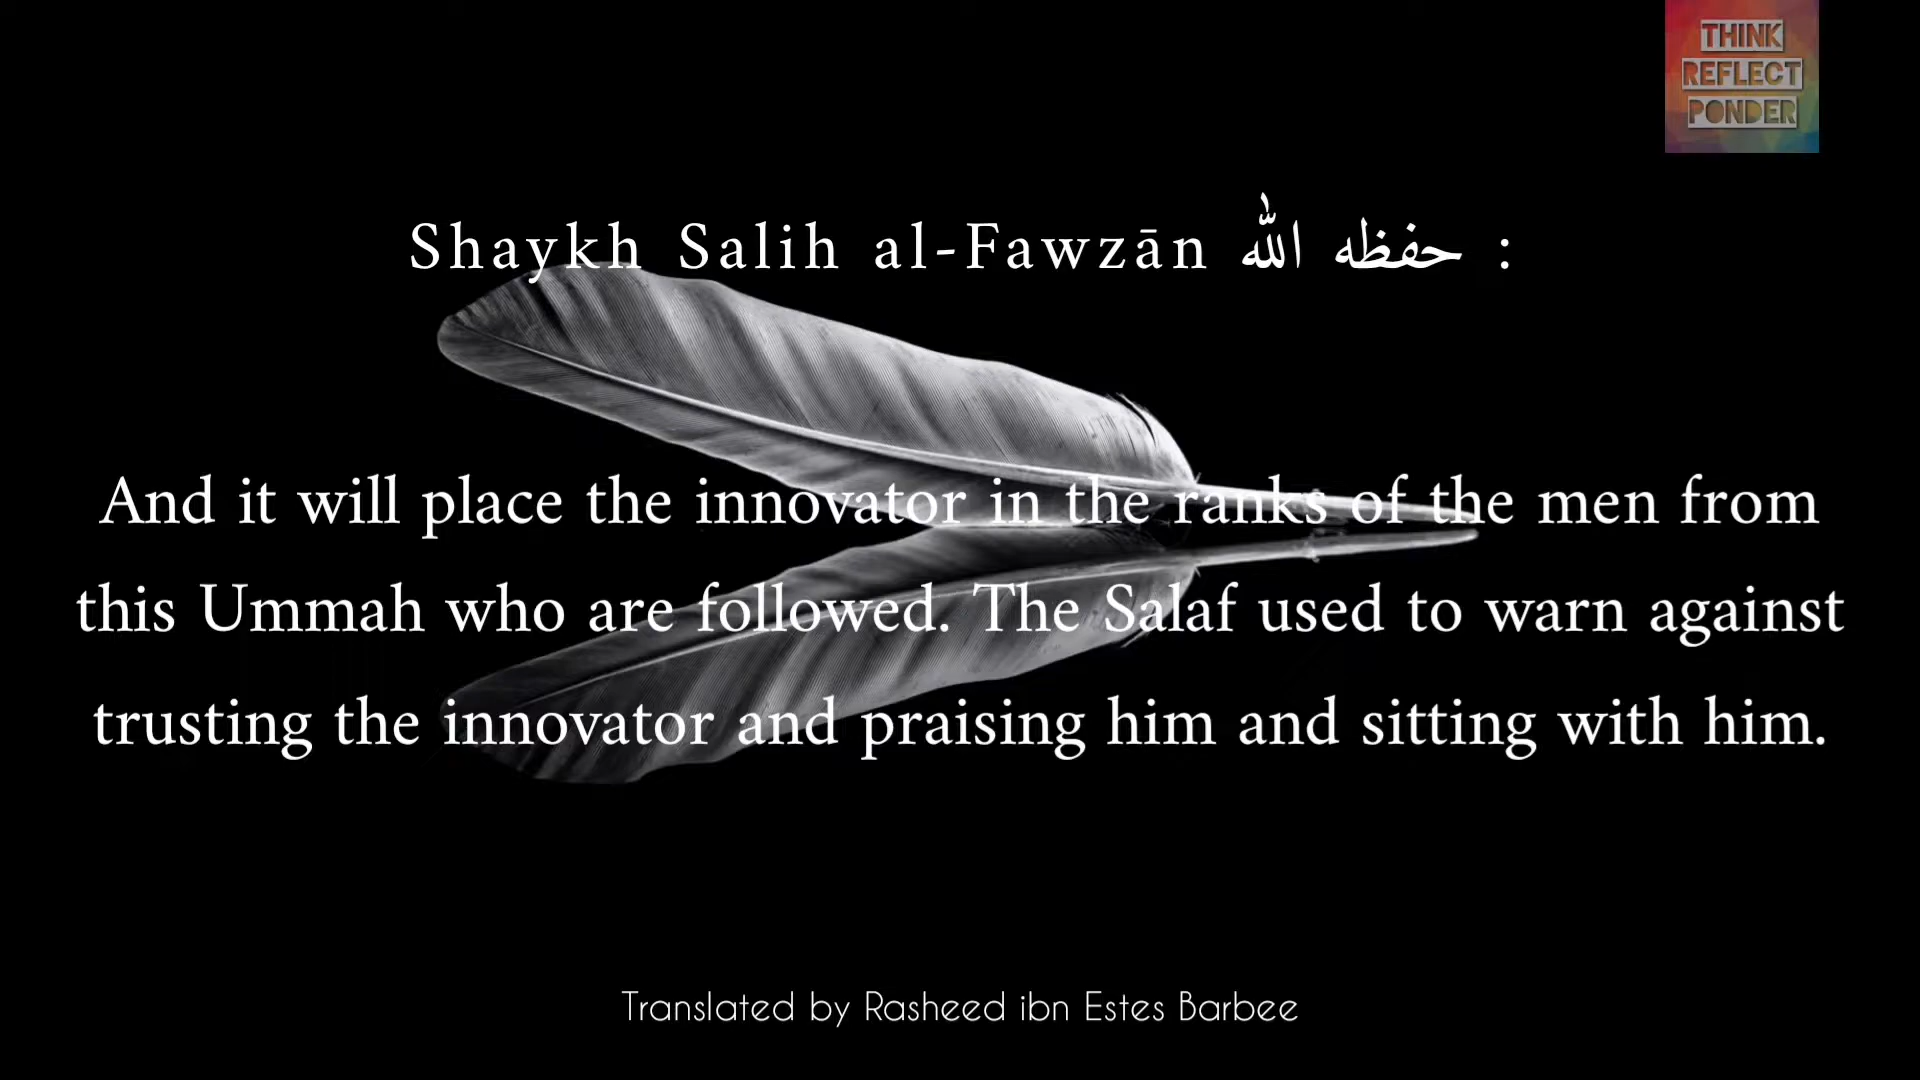 THINK
REFLECT
PONDER
Shaykh Salih al-Fawzān حفظه الله :
And it will place the innovator in the ranks of the men from
this Ummah who are followed. The Salaf used to warn against
trusting the innovator and praising him and sitting with him.
Translated by Rasheed ibn Estes Barbee